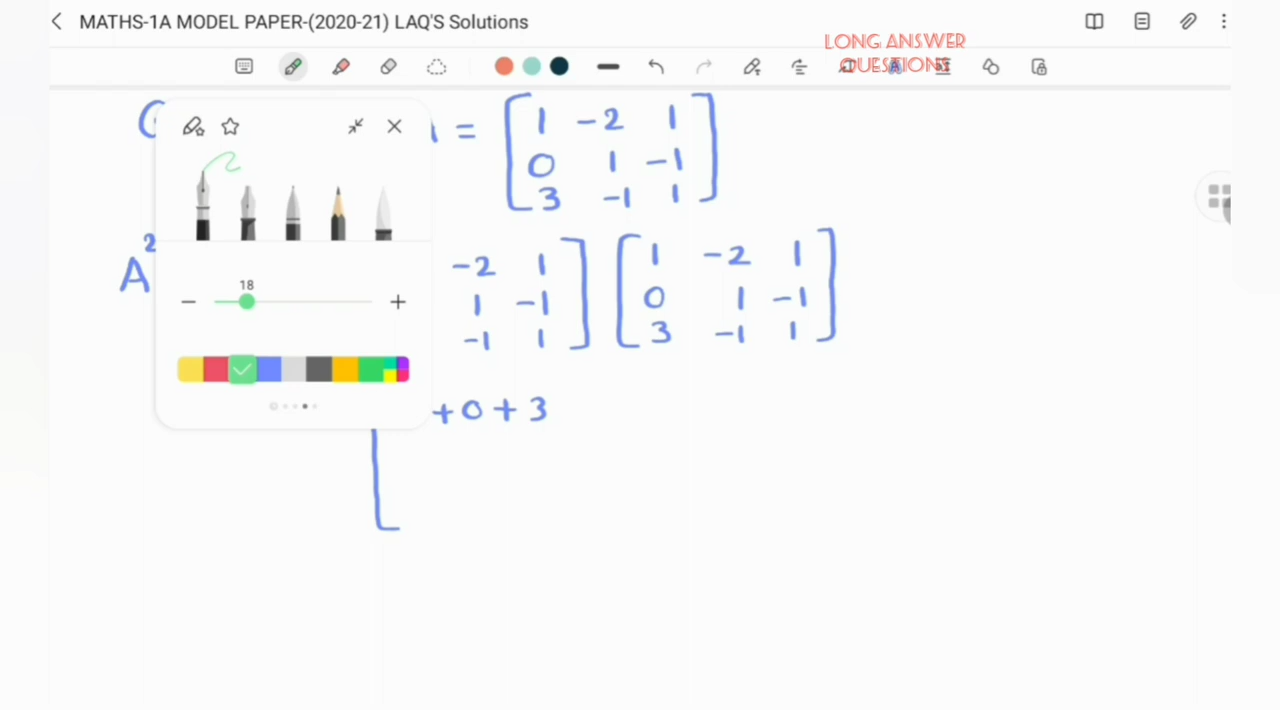 MATHS-1A MODEL PAPER-(2020-21) LAQ'S Solutions
LONG ANSWER
QUESTIONS
= [ 1 -2 1
0 1 -1
3 -1 1 ]
18
A² -2 1 ] [ 1 -2 1
1 -1 0 1 -1
-1 1 3 -1 1 ]
+0+3